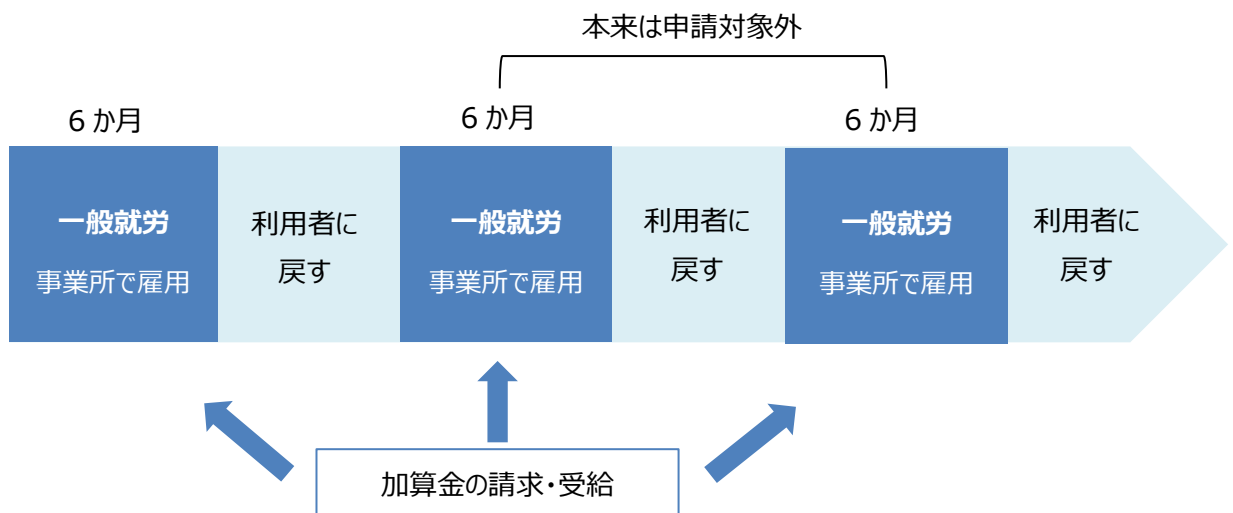 本来は申請対象外
6か月
6か月
6か月
一般就労
事業所で雇用
利用者に
戻す
一般就労
事業所で雇用
利用者に
戻す
一般就労
事業所で雇用
利用者に
戻す
加算金の請求・受給